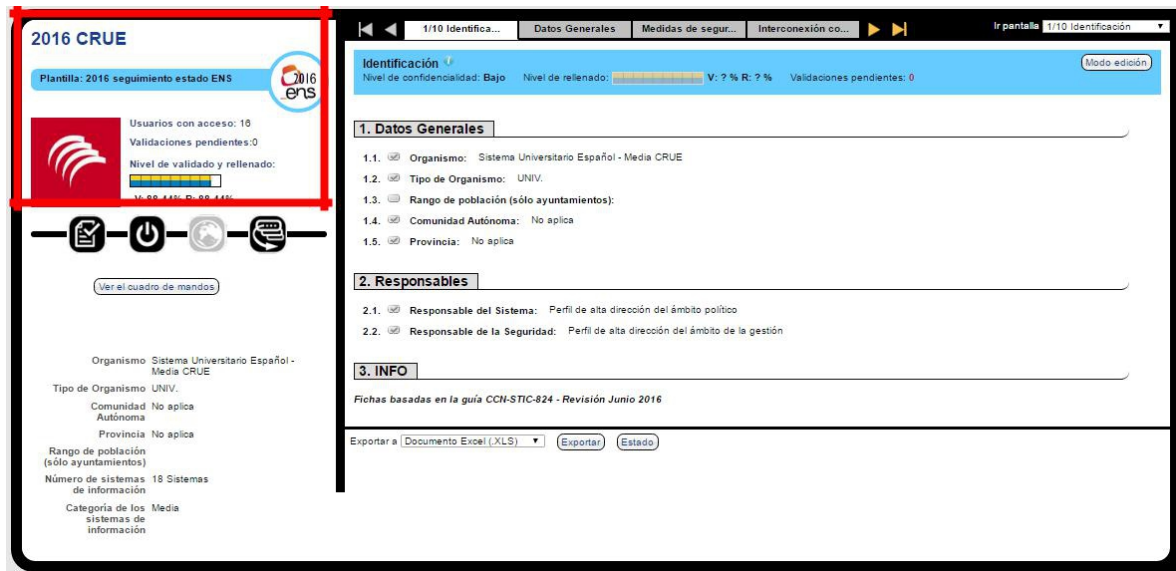 2016 CRUE
Plantilla: 2016 seguimiento estado ENS
2016
ens
Usuarios con acceso: 16
Validaciones pendientes:0
Nivel de validado y rellenado:
V: 88.44% R: 88.44%
Ver el cuadro de mandos
Organismo Sistema Universitario Español -
Media CRUE
Tipo de Organismo UNIV.
Comunidad No aplica
Autónoma
Provincia No aplica
Rango de población
(sólo ayuntamientos)
Número de sistemas 18 Sistemas
de información
Categoría de los Media
sistemas de
información
1/10 Identifica... Datos Generales Medidas de segur... Interconexión co... Ir pantalla 1/10 Identificación
Identificación
Modo edición
Nivel de confidencialidad: Bajo Nivel de rellenado: V: ? % R: ? % Validaciones pendientes: 0
1. Datos Generales
1.1. Organismo: Sistema Universitario Español - Media CRUE
1.2. Tipo de Organismo: UNIV.
1.3. Rango de población (sólo ayuntamientos):
1.4. Comunidad Autónoma: No aplica
1.5. Provincia: No aplica
2. Responsables
2.1. Responsable del Sistema: Perfil de alta dirección del ámbito político
2.2. Responsable de la Seguridad: Perfil de alta dirección del ámbito de la gestión
3. INFO
Fichas basadas en la guía CCN-STIC-824 - Revisión Junio 2016
Exportar a Documento Excel (.XLS) Exportar Estado